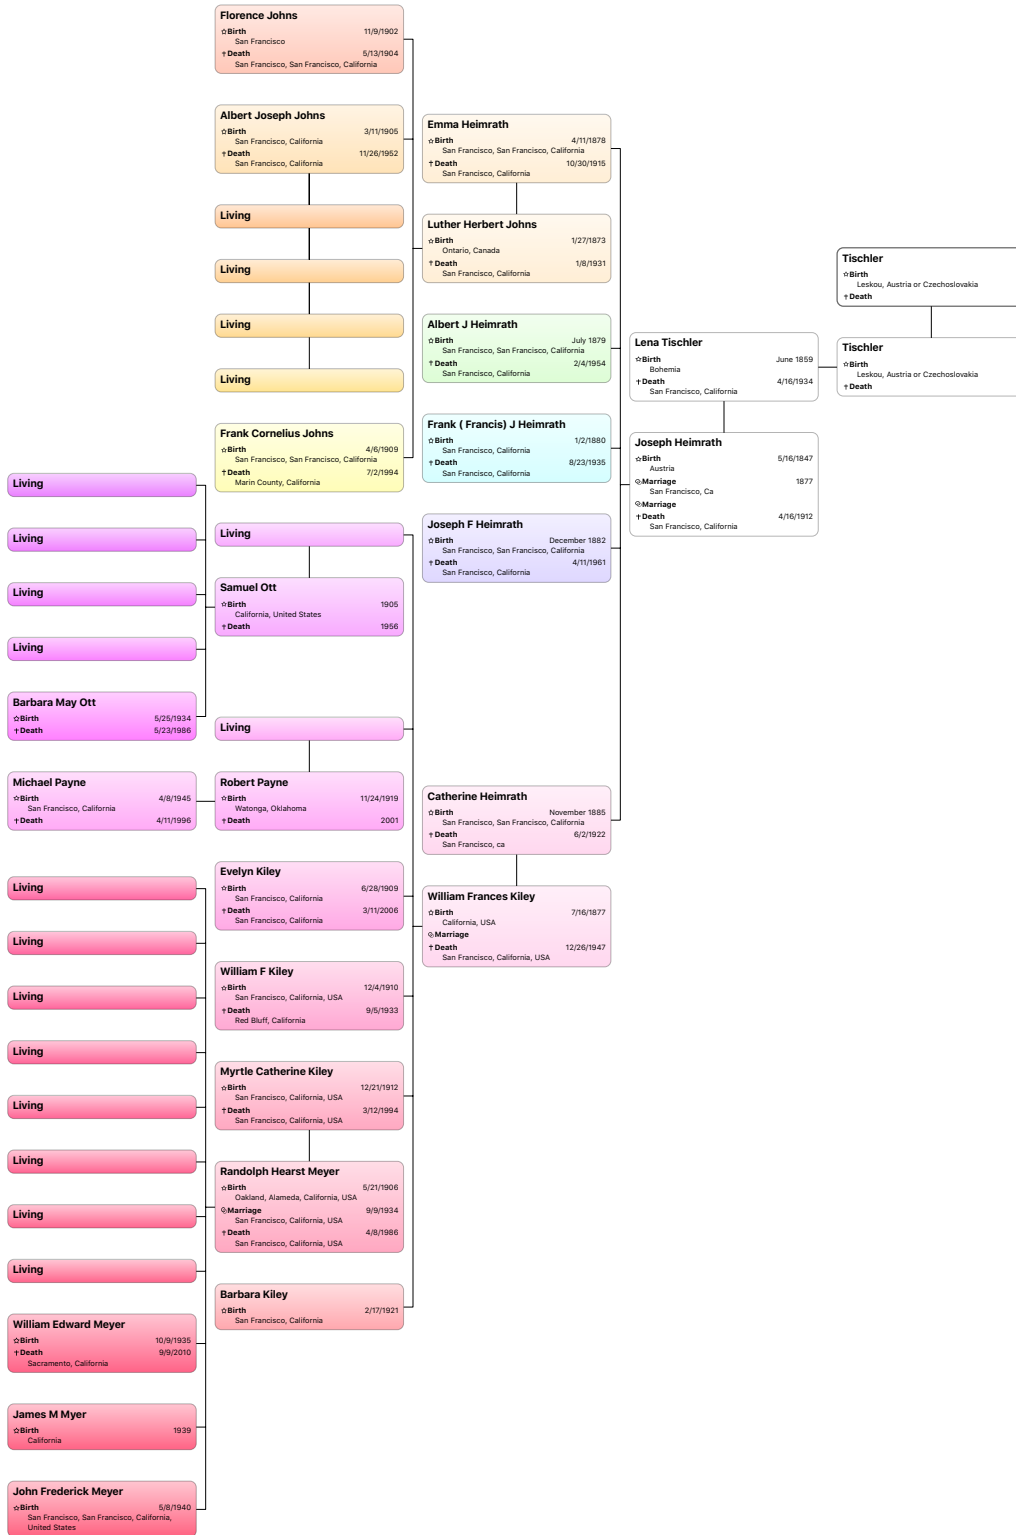 Florence Johns
Birth 11/9/1902
San Francisco
Death 5/13/1904
San Francisco, San Francisco, California
Albert Joseph Johns
Birth 3/11/1905
San Francisco, California
Death 11/26/1952
San Francisco, California
Living
Living
Living
Living
Frank Cornelius Johns
Birth 4/6/1909
San Francisco, San Francisco, California
Death 7/2/1994
Marin County, California
Emma Heimrath
Birth 4/11/1878
San Francisco, San Francisco, California
Death 10/30/1915
San Francisco, California
Luther Herbert Johns
Birth 1/27/1873
Ontario, Canada
Death 1/8/1931
San Francisco, California
Albert J Heimrath
Birth July 1879
San Francisco, San Francisco, California
Death 2/4/1954
San Francisco, California
Frank ( Francis) J Heimrath
Birth 1/2/1880
San Francisco, California
Death 8/23/1935
San Francisco, California
Joseph F Heimrath
Birth December 1882
San Francisco, San Francisco, California
Death 4/11/1961
San Francisco, California
Lena Tischler
Birth June 1859
Bohemia
Death 4/16/1934
San Francisco, California
Joseph Heimrath
Birth 5/16/1847
Austria
Marriage 1877
San Francisco, Ca
Marriage
Death 4/16/1912
San Francisco, California
Tischler
Birth
Leskou, Austria or Czechoslovakia
Death
Tischler
Birth
Leskou, Austria or Czechoslovakia
Death
Living
Living
Living
Living
Barbara May Ott
Birth 5/25/1934
Death 5/23/1986
Michael Payne
Birth 4/8/1945
San Francisco, California
Death 4/11/1996
Living
Samuel Ott
Birth 1905
California, United States
Death 1956
Living
Robert Payne
Birth 11/24/1919
Watonga, Oklahoma
Death 2001
Catherine Heimrath
Birth November 1885
San Francisco, San Francisco, California
Death 6/2/1922
San Francisco, ca
William Frances Kiley
Birth 7/16/1877
California, USA
Marriage
Death 12/26/1947
San Francisco, California, USA
Evelyn Kiley
Birth 6/28/1909
San Francisco, California
Death 3/11/2006
San Francisco, California
William F Kiley
Birth 12/4/1910
San Francisco, California, USA
Death 9/5/1933
Red Bluff, California
Myrtle Catherine Kiley
Birth 12/21/1912
San Francisco, California, USA
Death 3/12/1994
San Francisco, California, USA
Randolph Hearst Meyer
Birth 5/21/1906
Oakland, Alameda, California, USA
Marriage 9/9/1934
San Francisco, California, USA
Death 4/8/1986
San Francisco, California, USA
Barbara Kiley
Birth 2/17/1921
San Francisco, California
Living
Living
Living
Living
Living
Living
Living
Living
William Edward Meyer
Birth 10/9/1935
Death 9/9/2010
Sacramento, California
James M Myer
Birth 1939
California
John Frederick Meyer
Birth 5/8/1940
San Francisco, San Francisco, California,
United States